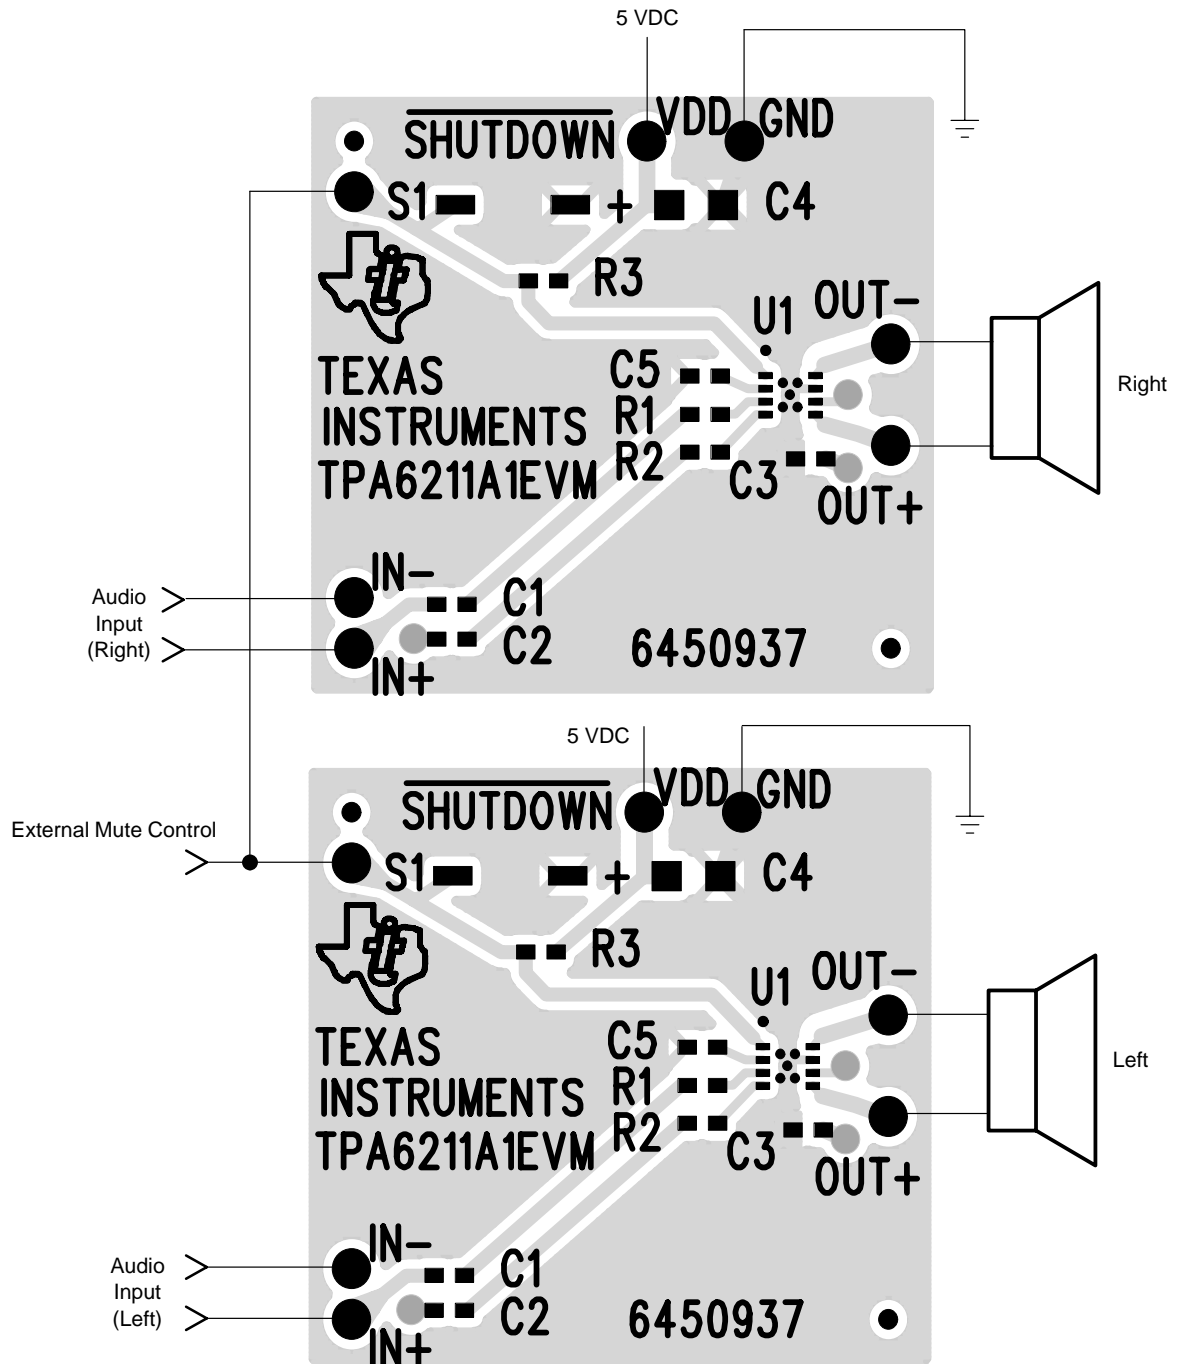 5 VDC
SHUTDOWN VDD GND
S1 + C4
R3
OUT-
U1
TEXAS
INSTRUMENTS
TPA6211A1EVM
C5
R1
R2
C3
OUT+
Right
IN-
Audio
Input
(Right)
C1
C2
IN+
6450937
5 VDC
SHUTDOWN VDD GND
External Mute Control
S1 + C4
R3
OUT-
U1
TEXAS
INSTRUMENTS
TPA6211A1EVM
C5
R1
R2
C3
OUT+
Left
IN-
Audio
Input
(Left)
C1
C2
IN+
6450937